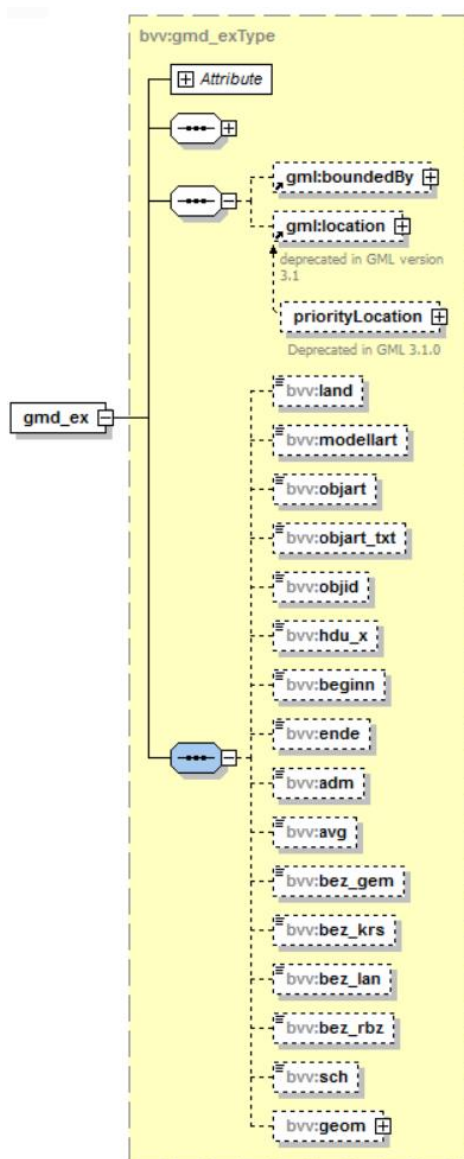 bvv:gmd_exType
Attribute
gml:boundedBy
gml:location
deprecated in GML version
3.1
priorityLocation
Deprecated in GML 3.1.0
bvv:land
bvv:modellart
bvv:objart
bvv:objart_txt
bvv:objid
bvv:hdu_x
gmd_ex
bvv:beginn
bvv:ende
bvv:adm
bvv:avg
bvv:bez_gem
bvv:bez_krs
bvv:bez_lan
bvv:bez_rbz
bvv:sch
bvv:geom